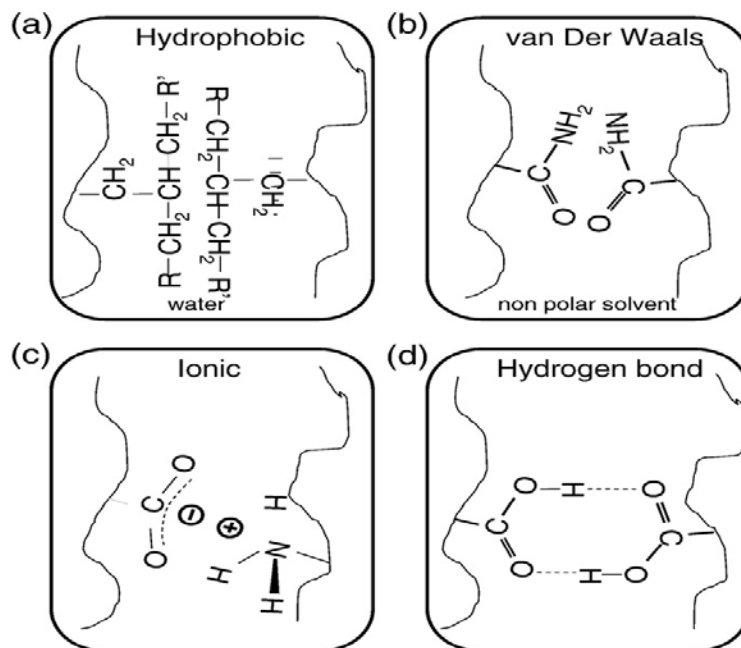 (a)
Hydrophobic
R–CH₂–CH–CH₂–R'
CH₂
R–CH₂–CH–CH₂–R'
CH₂
water
(b)
van Der Waals
NH₂
C
O
NH₂
C
O
non polar solvent
(c)
Ionic
O
C
O
−
+
H
N
H
H
(d)
Hydrogen bond
O
H
O
C
C
O
H
O